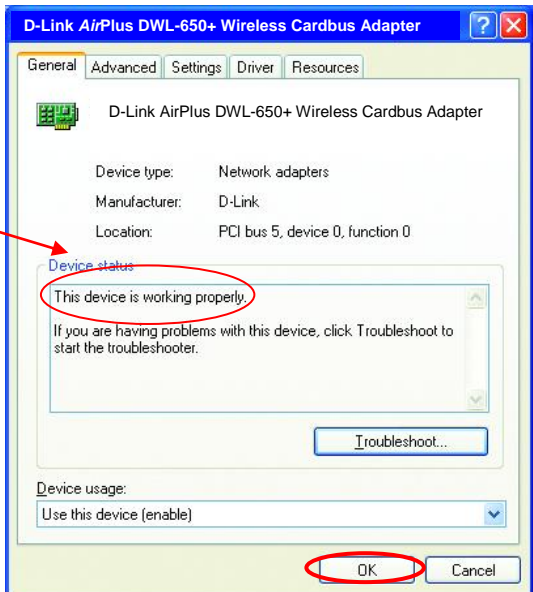 D-Link AirPlus DWL-650+ Wireless Cardbus Adapter
General Advanced Settings Driver Resources
D-Link AirPlus DWL-650+ Wireless Cardbus Adapter
Device type: Network adapters
Manufacturer: D-Link
Location: PCI bus 5, device 0, function 0
Device status
This device is working properly.
If you are having problems with this device, click Troubleshoot to
start the troubleshooter.
Troubleshoot...
Device usage:
Use this device (enable)
OK Cancel